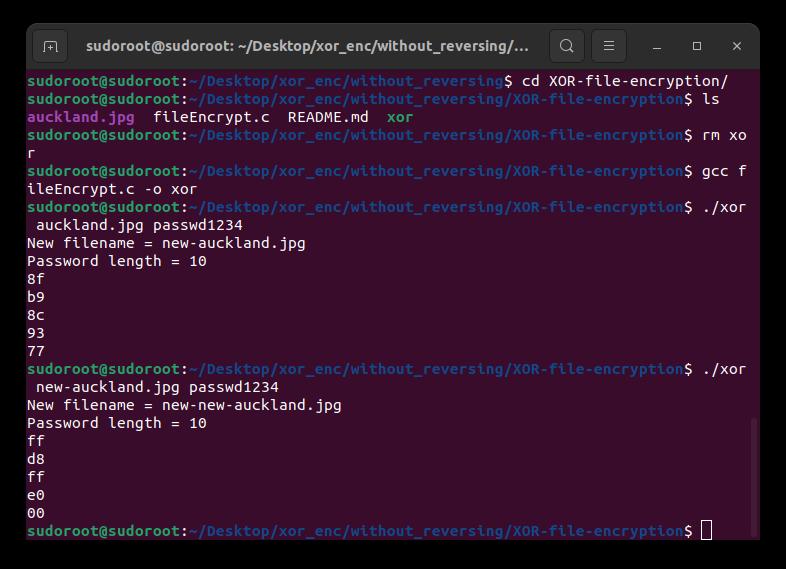 sudoroot@sudoroot: ~/Desktop/xor_enc/without_reversing/...
sudoroot@sudoroot:~/Desktop/xor_enc/without_reversing$ cd XOR-file-encryption/
sudoroot@sudoroot:~/Desktop/xor_enc/without_reversing/XOR-file-encryption$ ls
auckland.jpg  fileEncrypt.c  README.md  xor
sudoroot@sudoroot:~/Desktop/xor_enc/without_reversing/XOR-file-encryption$ rm xo
r
sudoroot@sudoroot:~/Desktop/xor_enc/without_reversing/XOR-file-encryption$ gcc f
ileEncrypt.c -o xor
sudoroot@sudoroot:~/Desktop/xor_enc/without_reversing/XOR-file-encryption$ ./xor
 auckland.jpg passwd1234
New filename = new-auckland.jpg
Password length = 10
8f
b9
8c
93
77
sudoroot@sudoroot:~/Desktop/xor_enc/without_reversing/XOR-file-encryption$ ./xor
 new-auckland.jpg passwd1234
New filename = new-new-auckland.jpg
Password length = 10
ff
d8
ff
e0
00
sudoroot@sudoroot:~/Desktop/xor_enc/without_reversing/XOR-file-encryption$